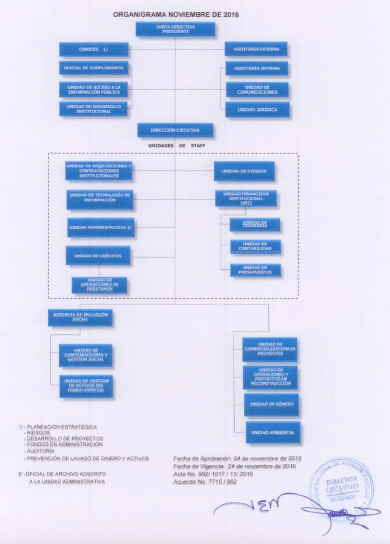 ORGANIGRAMA NOVIEMBRE DE 2016
JUNTA DIRECTIVA
PRESIDENTE
COMITÉS 1/
AUDITORÍA EXTERNA
OFICIAL DE CUMPLIMIENTO
AUDITORÍA INTERNA
UNIDAD DE ACCESO A LA
INFORMACIÓN PÚBLICA
UNIDAD DE
COMUNICACIONES
UNIDAD DE DESARROLLO
INSTITUCIONAL
UNIDAD JURÍDICA
DIRECCIÓN EJECUTIVA
UNIDADES DE STAFF
UNIDAD DE ADQUISICIONES Y
CONTRATACIONES
INSTITUCIONALES
UNIDAD DE RIESGOS
UNIDAD DE TECNOLOGÍA DE
INFORMACIÓN
UNIDAD FINANCIERA
INSTITUCIONAL
(UFI)
UNIDAD DE
TESORERÍA
UNIDAD ADMINISTRATIVA 2/
UNIDAD DE
CONTABILIDAD
UNIDAD DE CRÉDITOS
UNIDAD DE
PRESUPUESTOS
UNIDAD DE
OPERACIONES DE
PRÉSTAMOS
GERENCIA DE INCLUSIÓN
SOCIAL
UNIDAD DE
CONTRIBUCIONES Y
GESTIÓN SOCIAL
UNIDAD DE
COMERCIALIZACIÓN DE
PROYECTOS
UNIDAD DE GESTIÓN
DE ACTIVOS DEL
FONDO ESPECIAL
UNIDAD DE
OPERACIONES Y
PROYECTO DE
RECONSTRUCCIÓN
UNIDAD DE GÉNERO
UNIDAD AMBIENTAL
1/ - PLANEACIÓN ESTRATÉGICA
- RIESGOS
- DESARROLLO DE PROYECTOS
- FONDOS EN ADMINISTRACIÓN
- AUDITORÍA
- PREVENCIÓN DE LAVADO DE DINERO Y ACTIVOS
2/ -OFICIAL DE ARCHIVO ADSCRITO
A LA UNIDAD ADMINISTRATIVA
Fecha de Aprobación: 24 de noviembre de 2016
Fecha de Vigencia: 24 de noviembre de 2016
Acta No. 992/ 1017 / 11/ 2016
Acuerdo No. 7715 / 992
DIRECTOR
EJECUTIVO